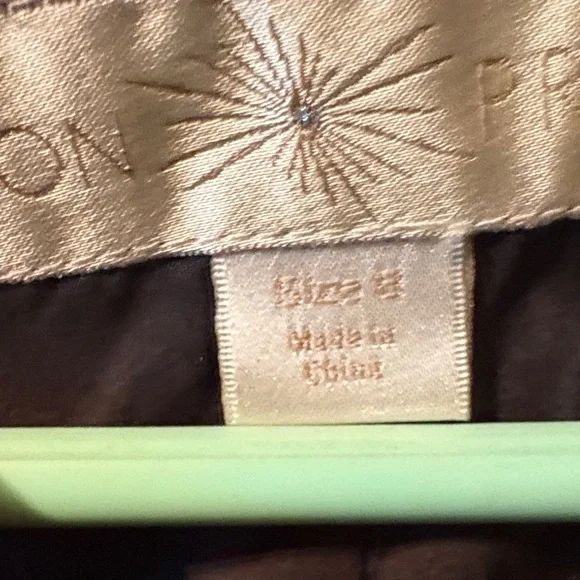 ON PR
Size 8
Made in
China